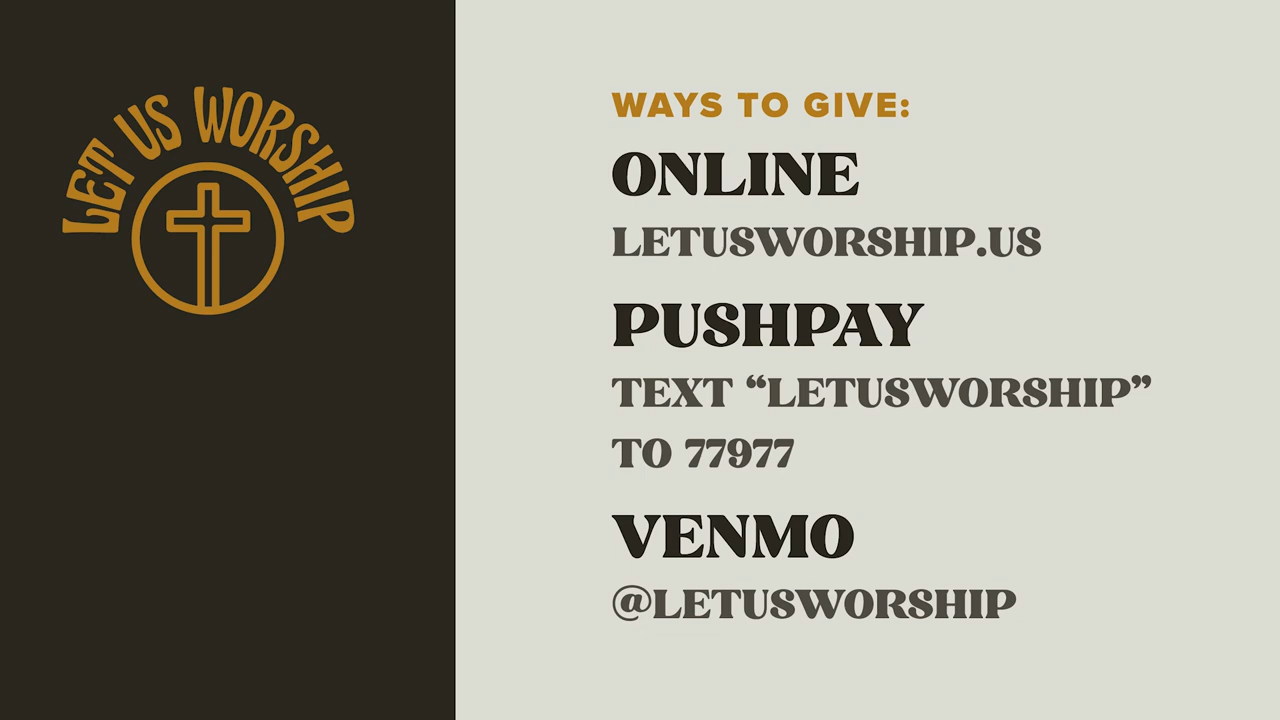 LET US WORSHIP
WAYS TO GIVE:
ONLINE
LETUSWORSHIP.US
PUSHPAY
TEXT “LETUSWORSHIP”
TO 77977
VENMO
@LETUSWORSHIP